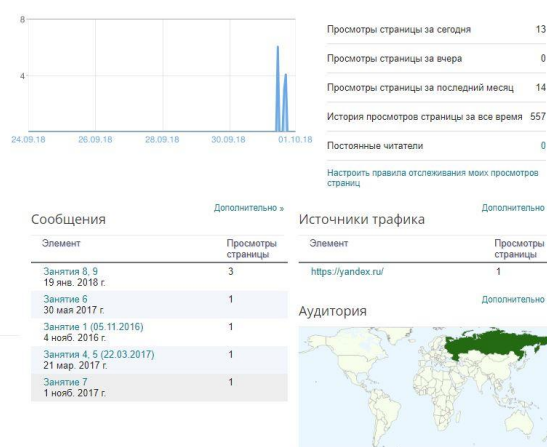 8
4
24.09.18 26.09.18 28.09.18 30.09.18 01.10.18
Просмотры страницы за сегодня 13
Просмотры страницы за вчера 0
Просмотры страницы за последний месяц 14
История просмотров страницы за все время 557
Постоянные читатели 0
Настроить правила отслеживания моих просмотров
страниц
Дополнительно »
Сообщения
Элемент Просмотры
страницы
Занятия 8, 9 3
19 янв. 2018 г.
Занятие 6 1
30 мая 2017 г.
Занятие 1 (05.11.2016) 1
4 нояб. 2016 г.
Занятия 4, 5 (22.03.2017) 1
21 мар. 2017 г.
Занятие 7 1
1 нояб. 2017 г.
Дополнительно
Источники трафика
Элемент Просмотры
страницы
https://yandex.ru/ 1
Дополнительно
Аудитория